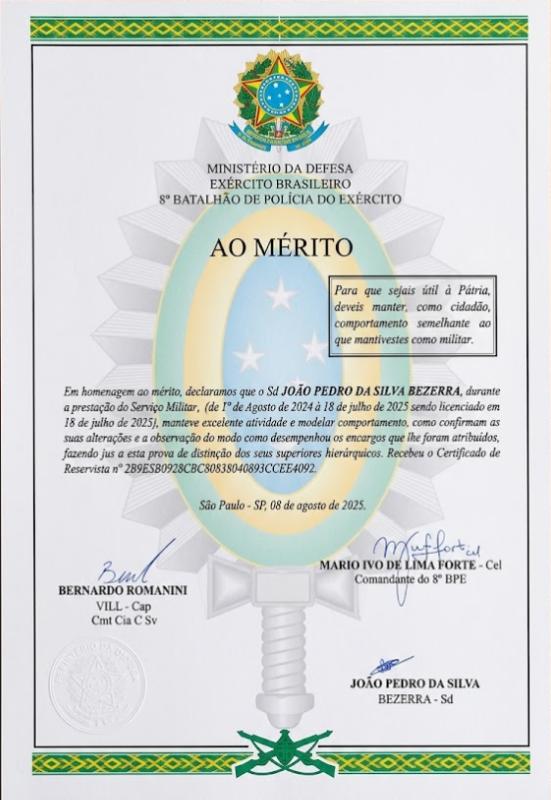 MINISTÉRIO DA DEFESA
EXÉRCITO BRASILEIRO
8º BATALHÃO DE POLÍCIA DO EXÉRCITO
AO MÉRITO
Para que sejais útil à Pátria,
deveis manter, como cidadão,
comportamento semelhante ao
que mantivestes como militar.
Em homenagem ao mérito, declaramos que o Sd JOÃO PEDRO DA SILVA BEZERRA, durante
a prestação do Serviço Militar, (de 1º de Agosto de 2024 à 18 de julho de 2025 sendo licenciado em
18 de julho de 2025), manteve excelente atividade e modelar comportamento, como confirmam as
suas alterações e a observação do modo como desempenhou os encargos que lhe foram atribuídos,
fazendo jus a esta prova de distinção dos seus superiores hierárquicos. Recebeu o Certificado de
Reservista nº 2B9ESB0928CBC80838040893CCEE4092.
São Paulo - SP, 08 de agosto de 2025.
MARIO IVO DE LIMA FORTE - Cel
Comandante do 8º BPE
BERNARDO ROMANINI
VILL - Cap
Cmt Cia C Sv
JOÃO PEDRO DA SILVA
BEZERRA - Sd